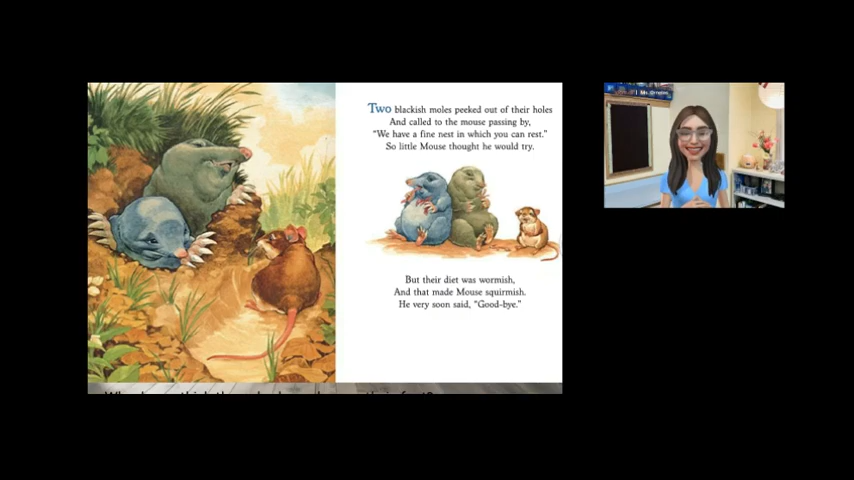 Two blackish moles peeked out of their holes
And called to the mouse passing by,
"We have a fine nest in which you can rest."
So little Mouse thought he would try.
But their diet was wormish,
And that made Mouse squirmish.
He very soon said, "Good-bye."